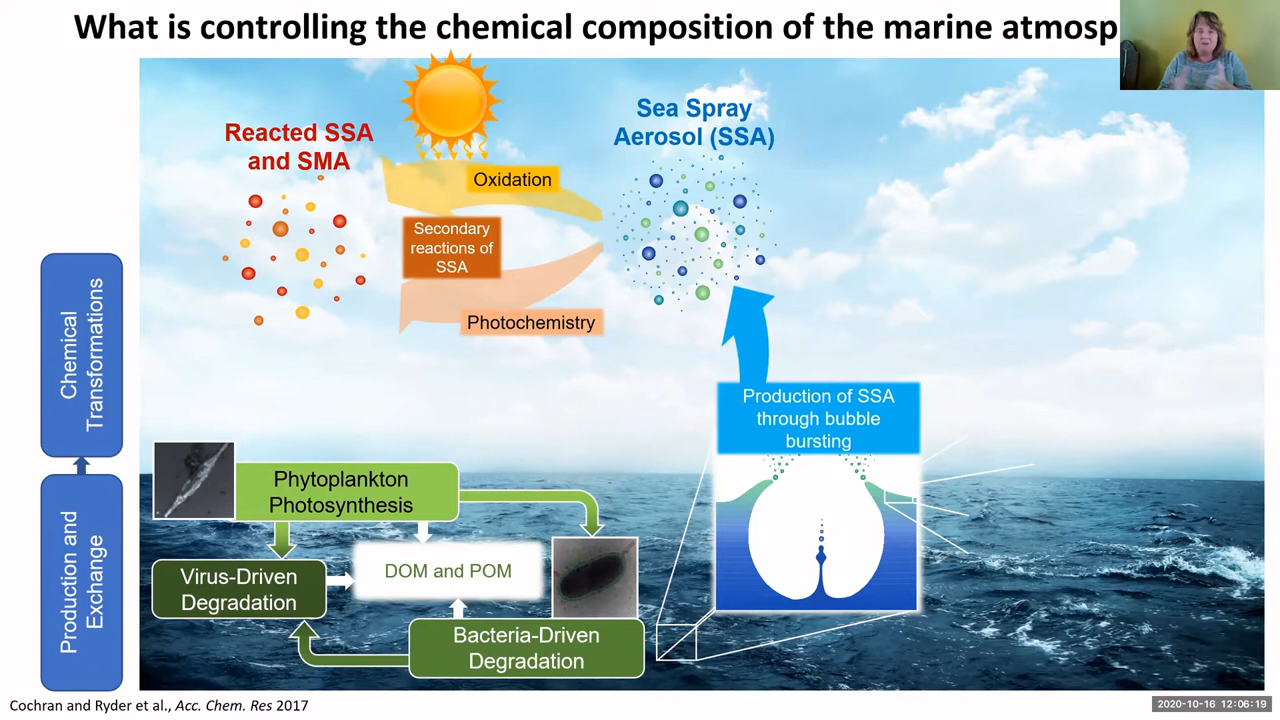 What is controlling the chemical composition of the marine atmosp
Reacted SSA
and SMA
Sea Spray
Aerosol (SSA)
Oxidation
Secondary
reactions of
SSA
Photochemistry
Chemical
Transformations
Production of SSA
through bubble
bursting
Phytoplankton
Photosynthesis
Production and
Exchange
Virus-Driven
Degradation
DOM and POM
Bacteria-Driven
Degradation
Cochran and Ryder et al., Acc. Chem. Res 2017
2020-10-16 12:06:19